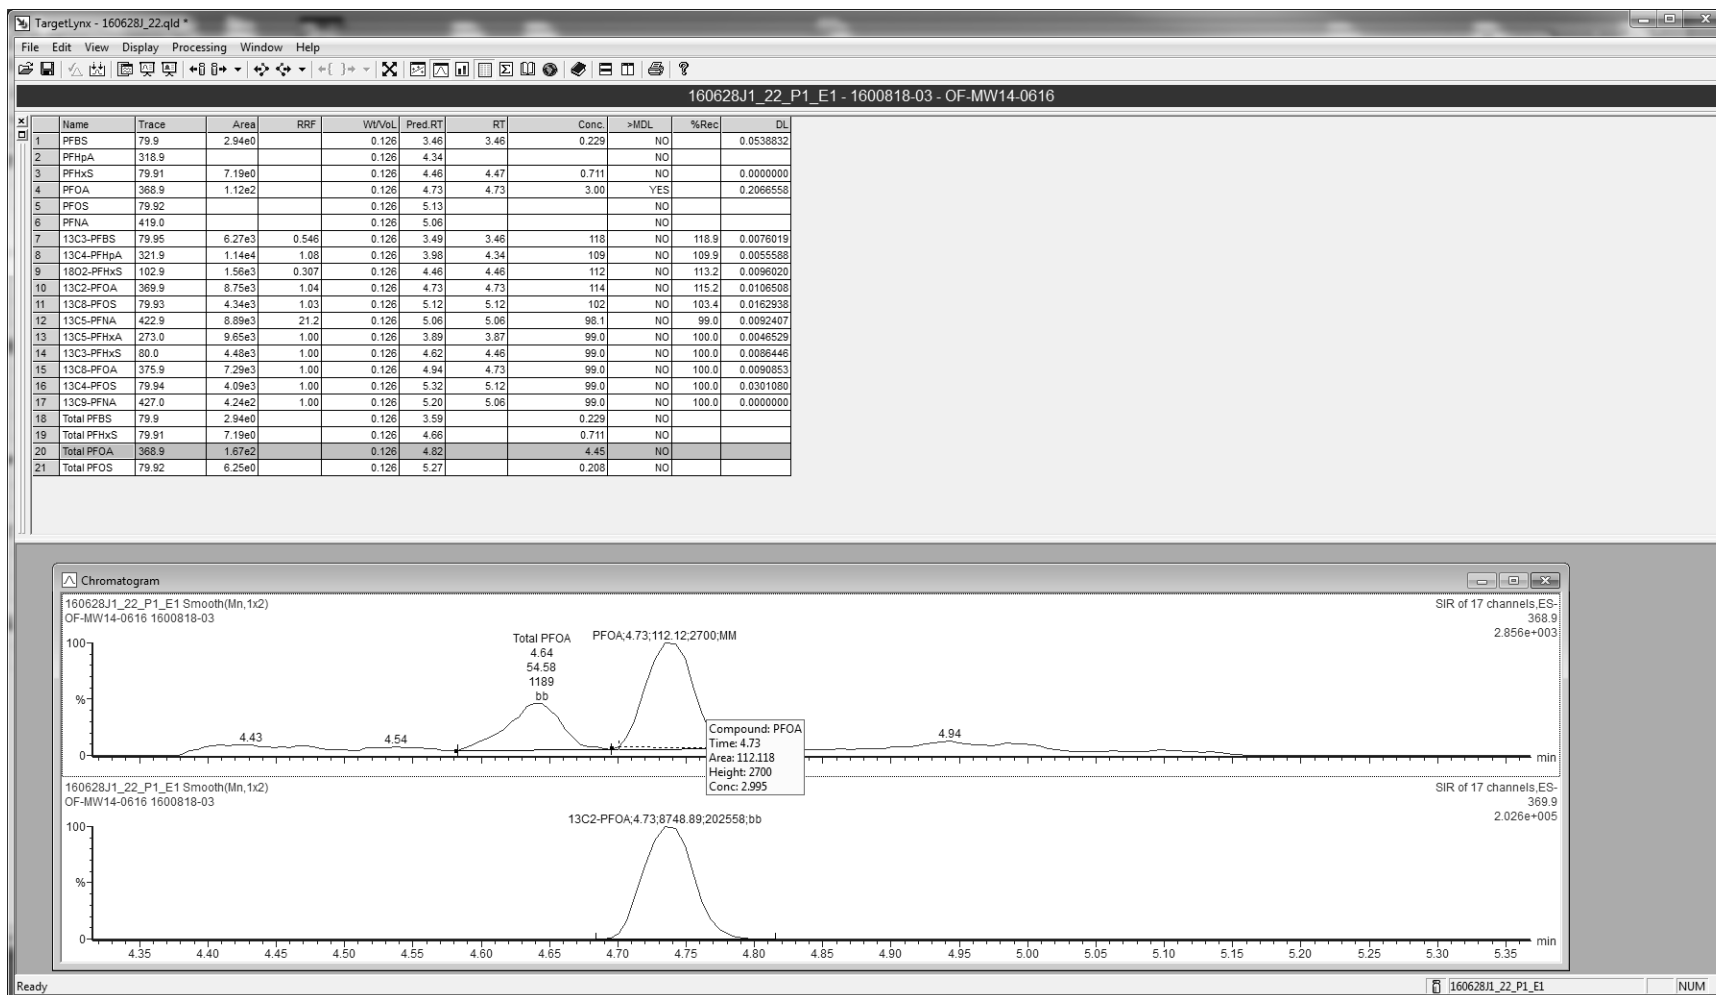 TargetLynx - 160628J_22.qld *
File Edit View Display Processing Window Help
160628J1_22_P1_E1 - 1600818-03 - OF-MW14-0616
Name Trace Area RRF Wt/Vol. Pred.RT RT Conc. >MDL %Rec DL
1 PFBS 79.9 2.94e0 0.126 3.46 3.46 0.229 NO 0.0538832
2 PFHpA 318.9 0.126 4.34 NO
3 PFHxS 79.91 7.19e0 0.126 4.46 4.47 0.711 NO 0.0000000
4 PFOA 368.9 1.12e2 0.126 4.73 4.73 3.00 YES 0.2066558
5 PFOS 79.92 0.126 5.13 NO
6 PFNA 419.0 0.126 5.06 NO
7 13C3-PFBS 79.95 6.27e3 0.546 0.126 3.49 3.46 118 NO 118.9 0.0076019
8 13C4-PFHpA 321.9 1.14e4 1.08 0.126 3.98 4.34 109 NO 109.9 0.0055588
9 18O2-PFHxS 102.9 1.56e3 0.307 0.126 4.46 4.46 112 NO 113.2 0.0096020
10 13C2-PFOA 369.9 8.75e3 1.04 0.126 4.73 4.73 114 NO 115.2 0.0106508
11 13C8-PFOS 79.93 4.34e3 1.03 0.126 5.12 5.12 102 NO 103.4 0.0162938
12 13C5-PFNA 422.9 8.89e3 21.2 0.126 5.06 5.06 98.1 NO 99.0 0.0092407
13 13C5-PFHxA 273.0 9.65e3 1.00 0.126 3.89 3.87 99.0 NO 100.0 0.0046529
14 13C3-PFHxS 80.0 4.48e3 1.00 0.126 4.62 4.46 99.0 NO 100.0 0.0086446
15 13C8-PFOA 375.9 7.29e3 1.00 0.126 4.94 4.73 99.0 NO 100.0 0.0090853
16 13C4-PFOS 79.94 4.09e3 1.00 0.126 5.32 5.12 99.0 NO 100.0 0.0301080
17 13C9-PFNA 427.0 4.24e2 1.00 0.126 5.20 5.06 99.0 NO 100.0 0.0000000
18 Total PFBS 79.9 2.94e0 0.126 3.59 0.229 NO
19 Total PFHxS 79.91 7.19e0 0.126 4.66 0.711 NO
20 Total PFOA 368.9 1.67e2 0.126 4.82 4.45 NO
21 Total PFOS 79.92 6.25e0 0.126 5.27 0.208 NO
Chromatogram
160628J1_22_P1_E1 Smooth(Mn,1x2)
OF-MW14-0616 1600818-03
SIR of 17 channels,ES-
368.9
2.856e+003
100
%
0
4.43
4.54
Total PFOA
4.64
54.58
1189
bb
PFOA;4.73;112.12;2700;MM
4.94
Compound: PFOA
Time: 4.73
Area: 112.118
Height: 2700
Conc: 2.995
min
160628J1_22_P1_E1 Smooth(Mn,1x2)
OF-MW14-0616 1600818-03
SIR of 17 channels,ES-
369.9
2.026e+005
13C2-PFOA;4.73;8748.89;202558;bb
100
%
0
min
4.35 4.40 4.45 4.50 4.55 4.60 4.65 4.70 4.75 4.80 4.85 4.90 4.95 5.00 5.05 5.10 5.15 5.20 5.25 5.30 5.35
Ready
160628J1_22_P1_E1
NUM